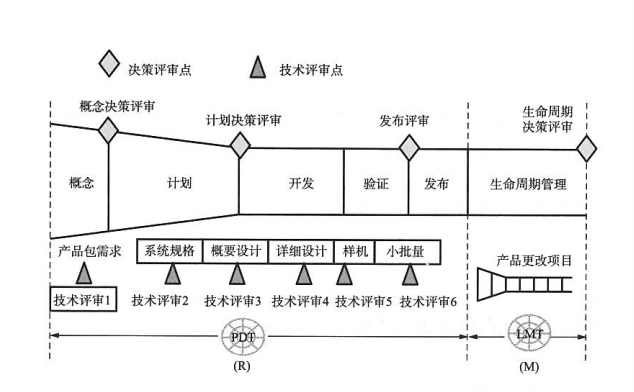 决策评审点
技术评审点
概念决策评审
计划决策评审
发布评审
生命周期
决策评审
概念
计划
开发
验证
发布
生命周期管理
产品包需求
系统规格
概要设计
详细设计
样机
小批量
产品更改项目
技术评审1
技术评审2
技术评审3
技术评审4
技术评审5
技术评审6
PDT
LMT
(R)
(M)